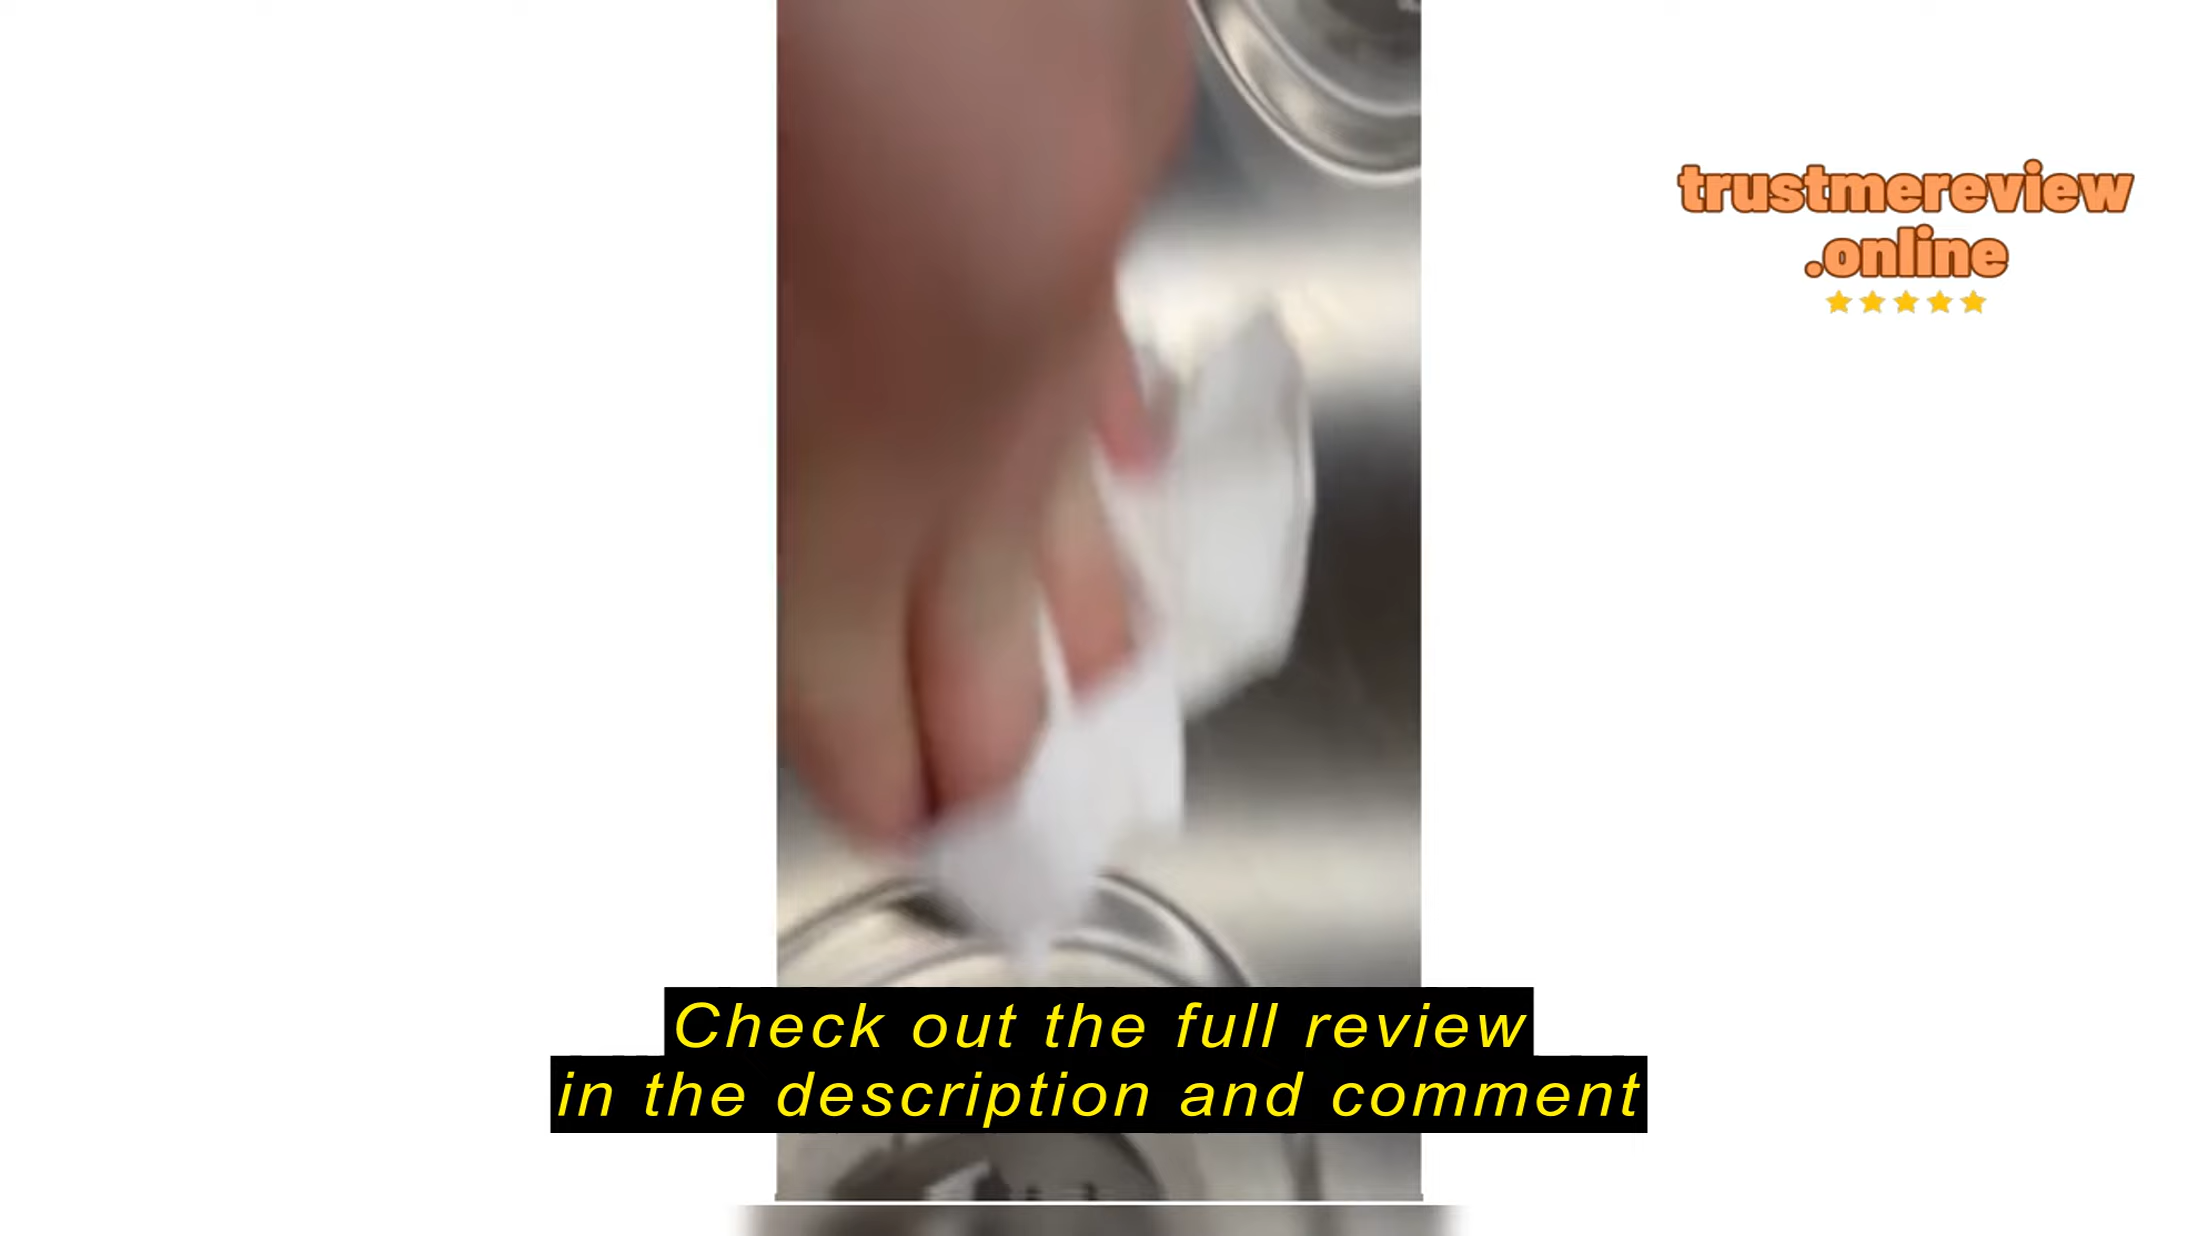 trustmereview
.online
Check out the full review
in the description and comment